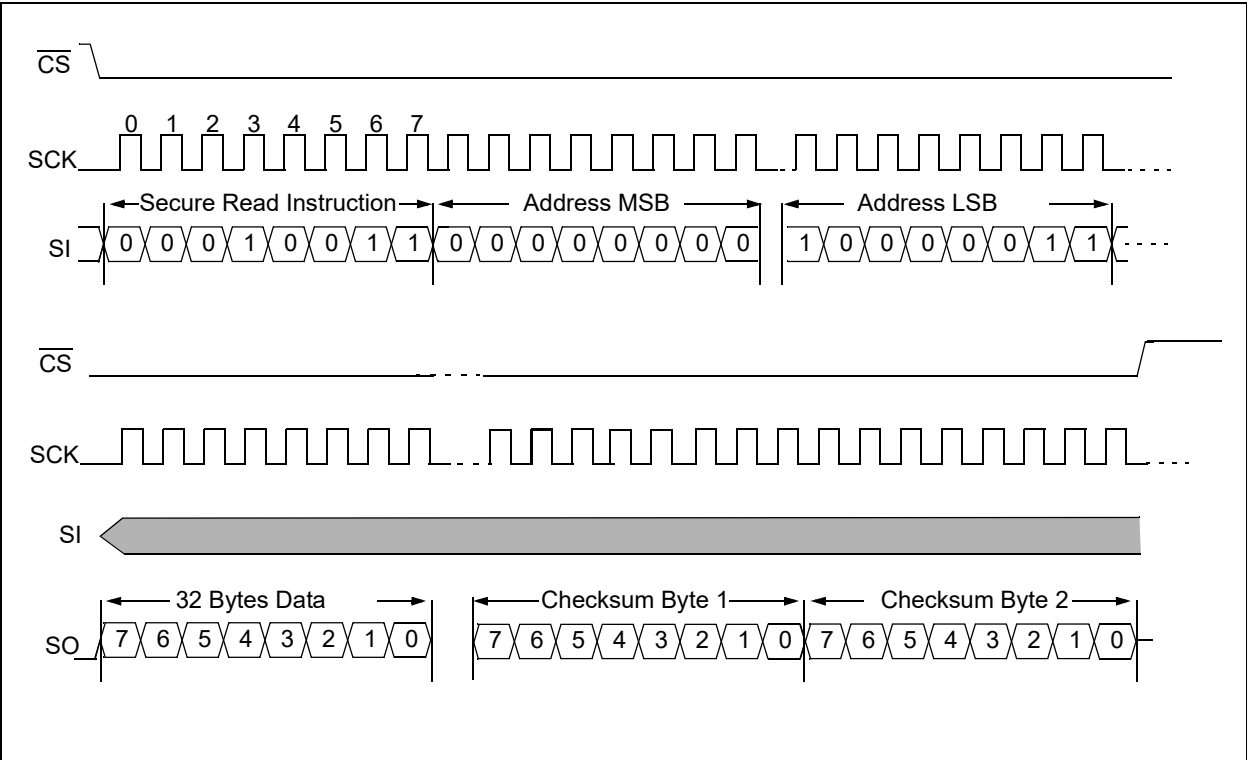 CS
0 1 2 3 4 5 6 7
SCK
Secure Read Instruction Address MSB Address LSB
SI 0 0 0 1 0 0 1 1 0 0 0 0 0 0 0 0 1 0 0 0 0 0 1 1
CS
SCK
SI
32 Bytes Data Checksum Byte 1 Checksum Byte 2
SO 7 6 5 4 3 2 1 0 7 6 5 4 3 2 1 0 7 6 5 4 3 2 1 0